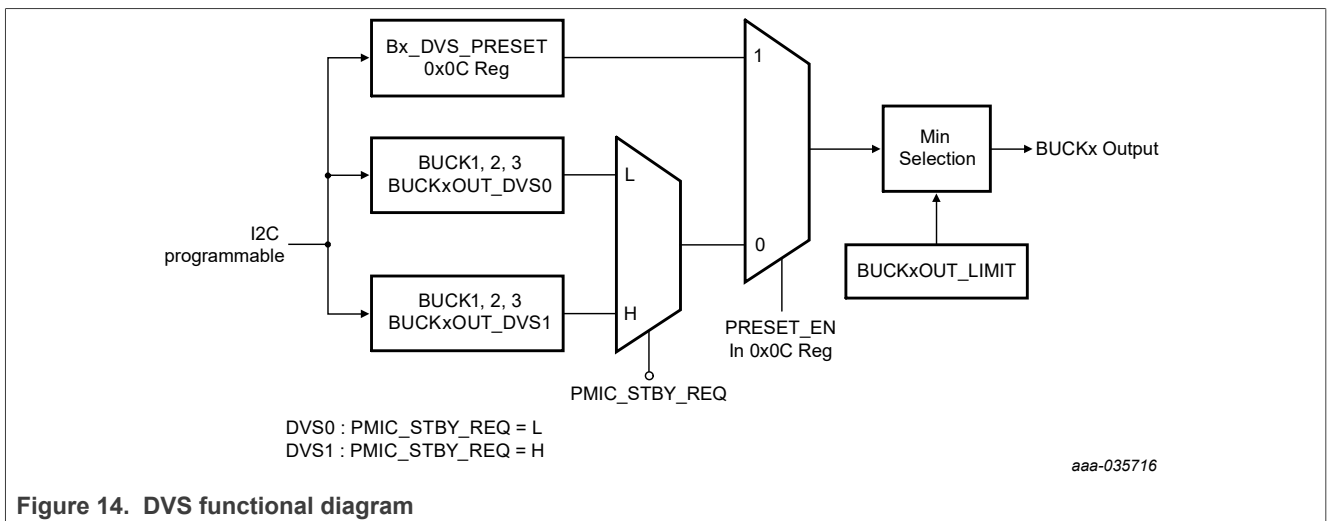 Bx_DVS_PRESET
0x0C Reg
1
BUCK1, 2, 3
BUCKxOUT_DVS0
L
Min
Selection
BUCKx Output
I2C
programmable
0
BUCKxOUT_LIMIT
BUCK1, 2, 3
BUCKxOUT_DVS1
H
PRESET_EN
In 0x0C Reg
PMIC_STBY_REQ
DVS0 : PMIC_STBY_REQ = L
DVS1 : PMIC_STBY_REQ = H
aaa-035716
Figure 14. DVS functional diagram